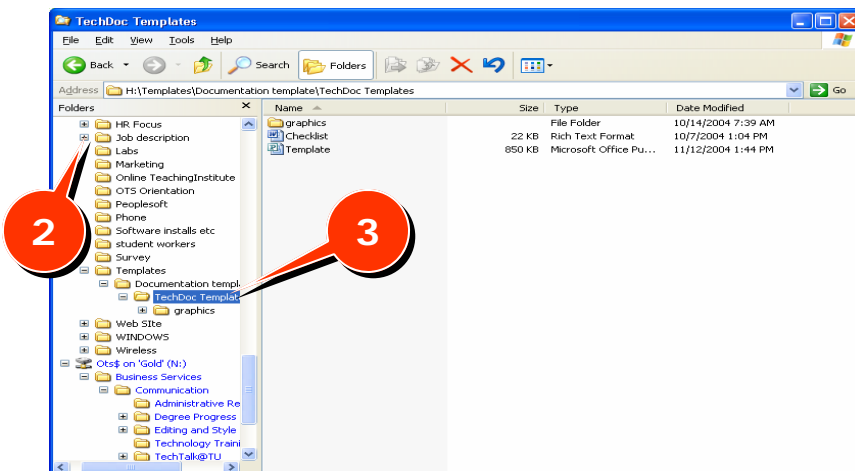 TechDoc Templates
File Edit View Tools Help
Back Search Folders
Address H:\Templates\Documentation template\TechDoc Templates Go
Folders × Name Size Type Date Modified
HR Focus
Job description
Labs
Marketing
Online TeachingInstitute
OTS Orientation
Peoplesoft
Phone
Software installs etc
student workers
Survey
Templates
Documentation templ
TechDoc Templat
graphics
Web SIte
WINDOWS
Wireless
Ots$ on 'Gold' (N:)
Business Services
Communication
Administrative Re
Degree Progress
Editing and Style
Technology Traini
TechTalk@TU
graphics File Folder 10/14/2004 7:39 AM
Checklist 22 KB Rich Text Format 10/7/2004 1:04 PM
Template 850 KB Microsoft Office Pu... 11/12/2004 1:44 PM
2
3